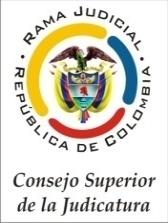 RAMA JUDICIAL
REPÚBLICA DE COLOMBIA
Consejo Superior
de la Judicatura